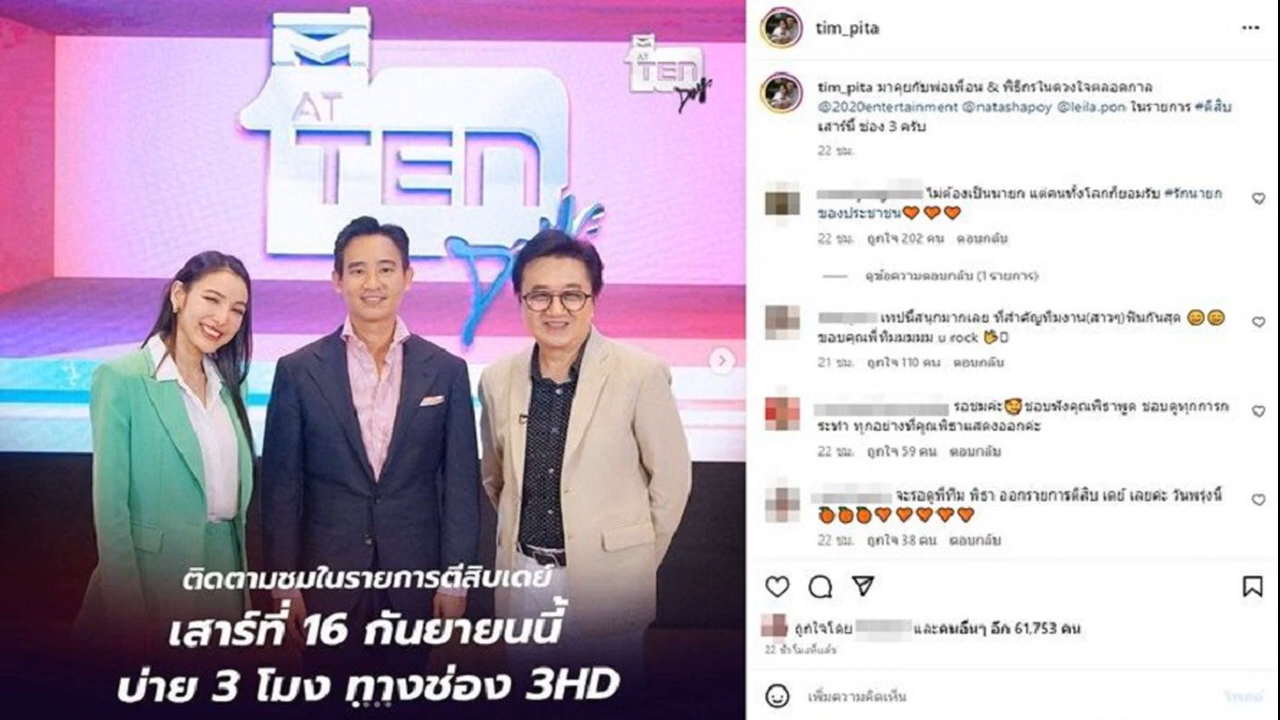 ตี
AT
TEN
Day
ตี
AT
TEN
Day
ติดตามชมในรายการตีสิบเดย์
เสาร์ที่ 16 กันยายนนี้
บ่าย 3 โมง ทางช่อง 3HD
tim_pita
tim_pita มาคุยกับพ่อเพื่อน & พิธีกรในดวงใจตลอดกาล
@2020entertainment @natashapoy @leila.pon ในรายการ #ตีสิบ
เสาร์นี้ ช่อง 3 ครับ
22 ชม.
ไม่ต้องเป็นนายก แต่คนทั้งโลกก็ยอมรับ #รักนายก
ของประชาชน🧡 🧡 🧡
22 ชม. ถูกใจ 202 คน ตอบกลับ
ดูข้อความตอบกลับ (1 รายการ)
เทปนี้สนุกมากเลย ที่สำคัญทีมงาน(สาวๆ)ฟินกันสุด 😊😊
ขอบคุณพี่ทิมมมมม u rock
21 ชม. ถูกใจ 110 คน ตอบกลับ
รอชมค่ะ🥰 ชอบฟังคุณพิธาพูด ชอบดูทุกการก
ระทำ ทุกอย่างที่คุณพิธาแสดงออกค่ะ
22 ชม. ถูกใจ 59 คน ตอบกลับ
จะรอดูพี่ทิม พิธา ออกรายการตีสิบ เดย์ เลยค่ะ วันพรุ่งนี้
🍊🍊🍊🧡🧡🧡🧡🧡
22 ชม. ถูกใจ 38 คน ตอบกลับ
ถูกใจโดย และคนอื่นๆ อีก 61,753 คน
22 ชั่วโมงที่แล้ว
เพิ่มความคิดเห็น
โพสต์